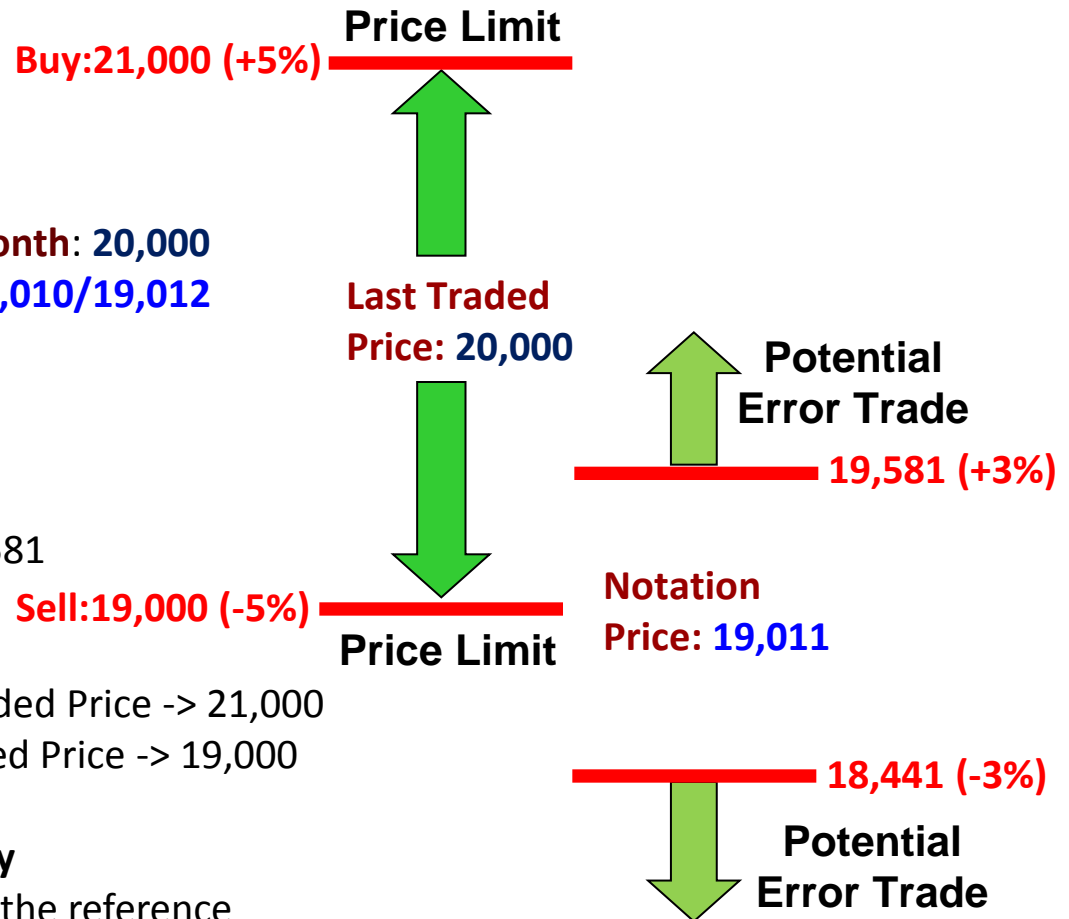 Price Limit
Buy:21,000 (+5%)
onth: 20,000
,010/19,012
Last Traded
Price: 20,000
Potential
Error Trade
19,581 (+3%)
81
Sell:19,000 (-5%)
Notation
Price: 19,011
Price Limit
ded Price -> 21,000
ed Price -> 19,000
18,441 (-3%)
y
Potential
Error Trade
the reference